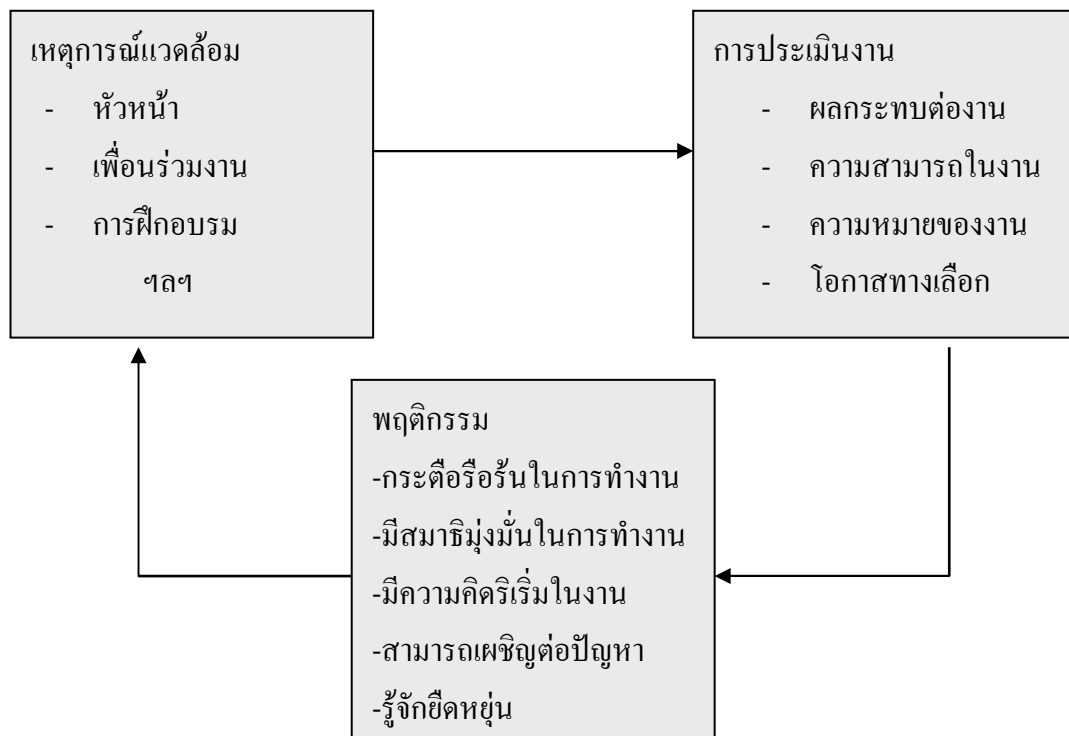 เหตุการณ์แวดล้อม
- หัวหน้า
- เพื่อนร่วมงาน
- การฝึกอบรม
ฯลฯ
การประเมินงาน
- ผลกระทบต่องาน
- ความสามารถในงาน
- ความหมายของงาน
- โอกาสทางเลือก
พฤติกรรม
-กระตือรือร้นในการทำงาน
-มีสมาธิมุ่งมั่นในการทำงาน
-มีความคิดริเริ่มในงาน
-สามารถเผชิญต่อปัญหา
-รู้จักยืดหยุ่น